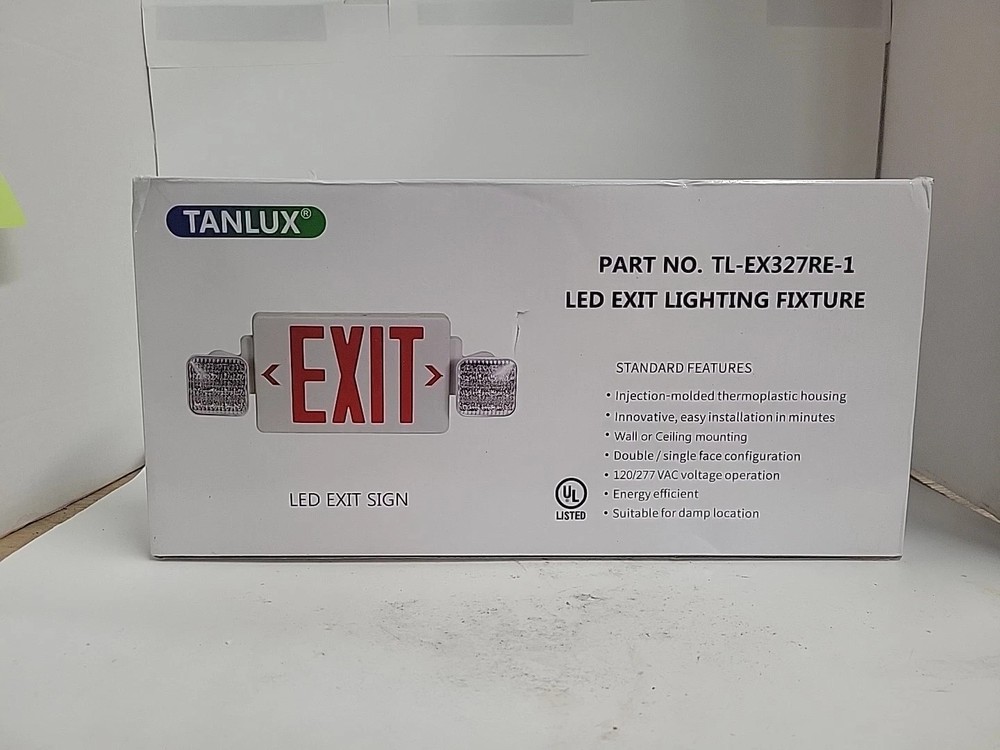 TANLUX®
PART NO. TL-EX327RE-1
LED EXIT LIGHTING FIXTURE
< EXIT >
LED EXIT SIGN
STANDARD FEATURES
• Injection-molded thermoplastic housing
• Innovative, easy installation in minutes
• Wall or Ceiling mounting
• Double / single face configuration
• 120/277 VAC voltage operation
• Energy efficient
• Suitable for damp location
UL
LISTED